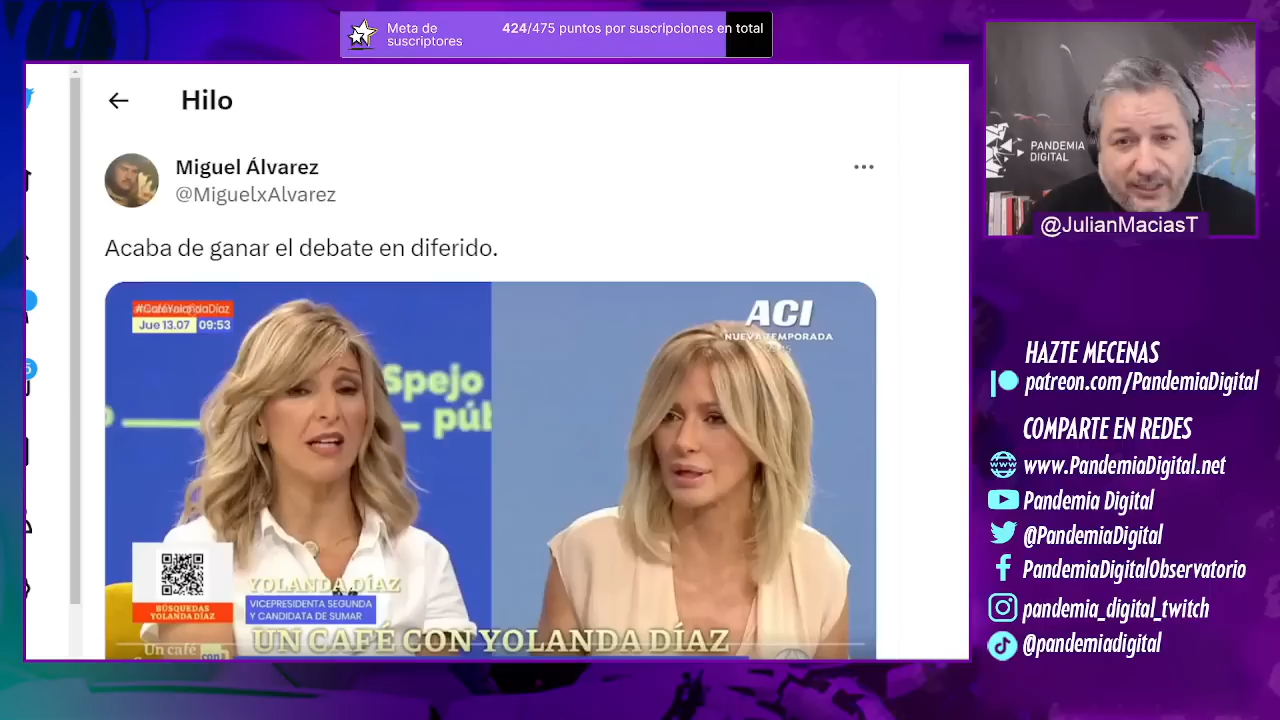 Meta de
suscriptores
424/475 puntos por suscripciones en total
Hilo
Miguel Álvarez
@MiguelxAlvarez
Acaba de ganar el debate en diferido.
#CaféYolandaDíaz
Jue 13.07 09:53
Spejo
púb
ACI
NUEVA TEMPORADA
BÚSQUEDAS
YOLANDA DÍAZ
YOLANDA DÍAZ
VICEPRESIDENTA SEGUNDA
Y CANDIDATA DE SUMAR
UN CAFÉ CON YOLANDA DÍAZ
Un café
con
PANDEMIA
DIGITAL
@JulianMaciasT
HAZTE MECENAS
patreon.com/PandemiaDigital
COMPARTE EN REDES
www
www.PandemiaDigital.net
Pandemia Digital
@PandemiaDigital
PandemiaDigitalObservatorio
pandemia_digital_twitch
@pandemiadigital